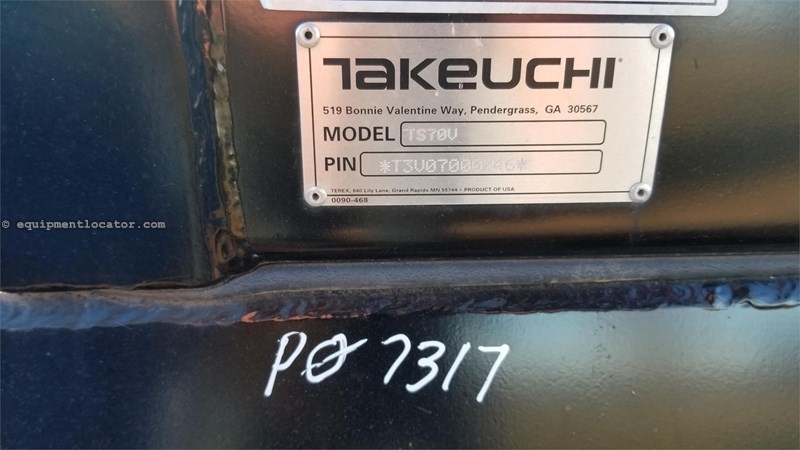 TAKEUCHI
519 Bonnie Valentine Way, Pendergrass, GA 30567
MODEL TS70V
PIN
TEREX, 840 Lily Lane, Grand Rapids MN 55744 • PRODUCT OF USA
0090-468
© equipmentlocator.com
PO 7317